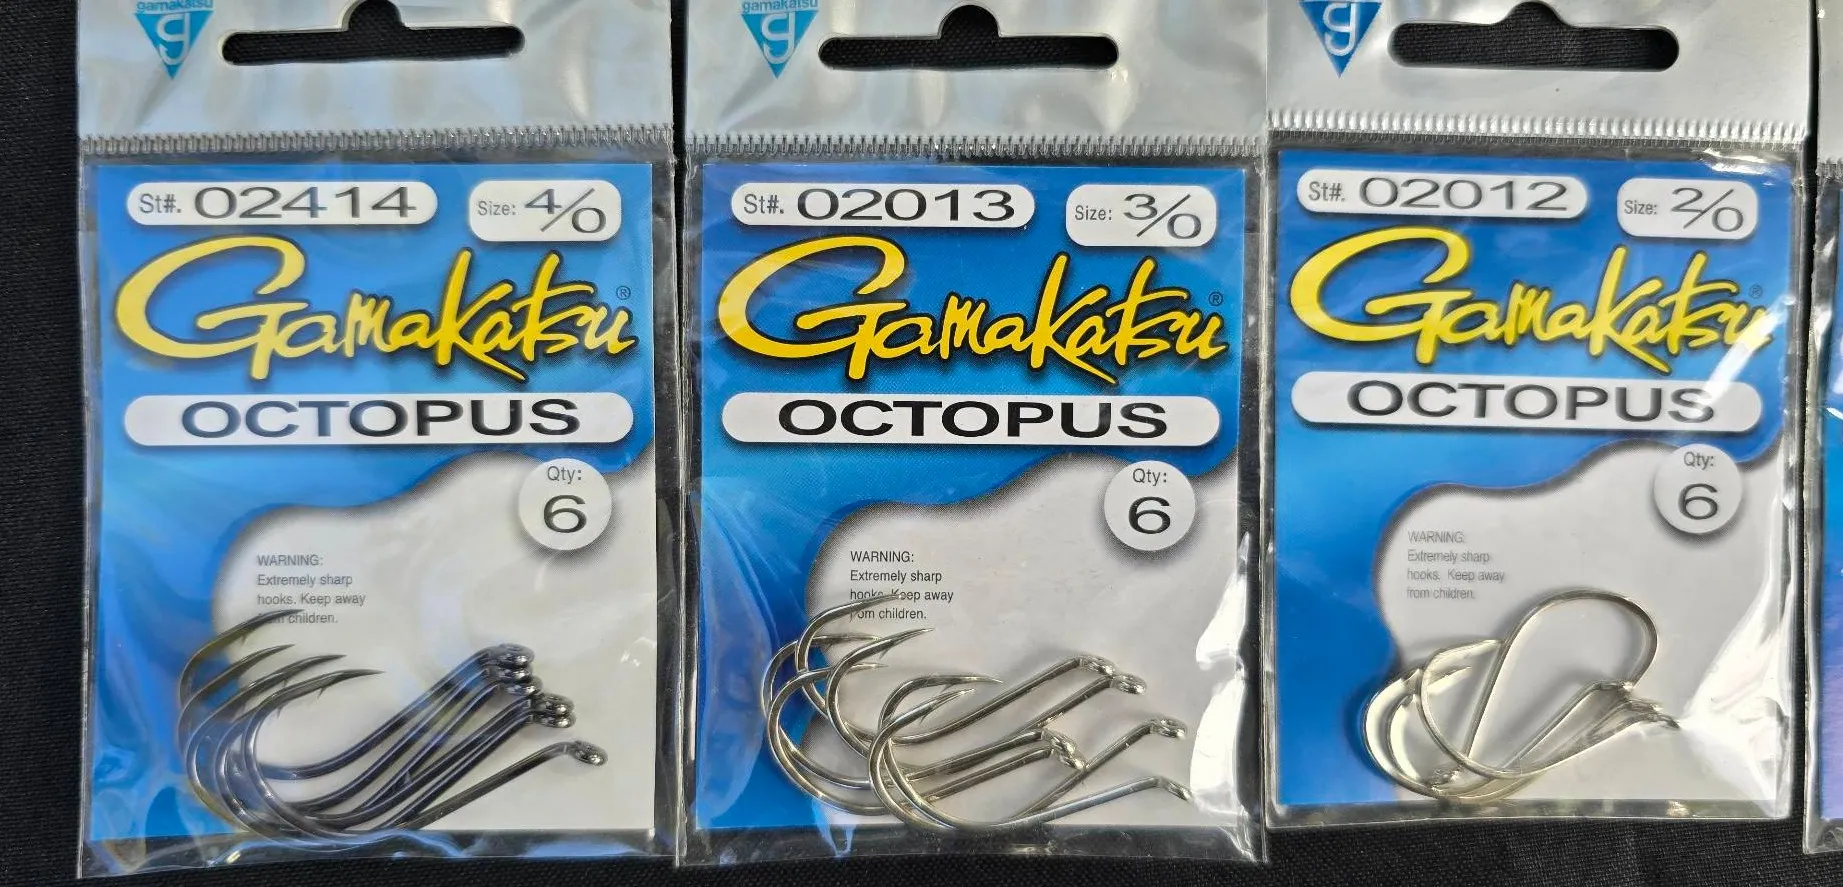 gamakatsu
St#. 02414 Size: 4/0
Gamakatsu®
OCTOPUS
Qty:
6
WARNING:
Extremely sharp
hooks. Keep away
from children.
gamakatsu
St#. 02013 Size: 3/0
Gamakatsu®
OCTOPUS
Qty:
6
WARNING:
Extremely sharp
hooks. Keep away
from children.
St#. 02012 Size: 2/0
Gamakatsu®
OCTOPUS
Qty:
6
WARNING:
Extremely sharp
hooks. Keep away
from children.